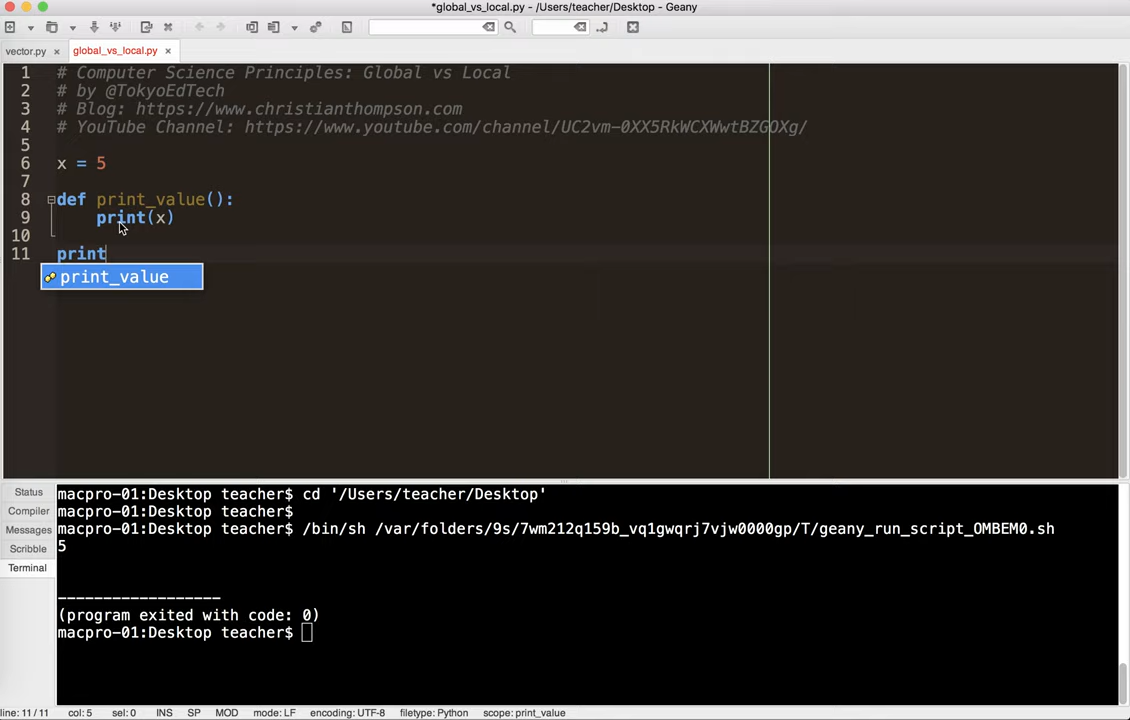 *global_vs_local.py - /Users/teacher/Desktop - Geany
vector.py × global_vs_local.py ×
1 # Computer Science Principles: Global vs Local
2 # by @TokyoEdTech
3 # Blog: https://www.christianthompson.com
4 # YouTube Channel: https://www.youtube.com/channel/UC2vm-0XX5RkWCXWwtBZGOXg/
5
6 x = 5
7
8 def print_value():
9 print(x)
10
11 print
print_value
Status
Compiler
Messages
Scribble
Terminal
macpro-01:Desktop teacher$ cd '/Users/teacher/Desktop'
macpro-01:Desktop teacher$
macpro-01:Desktop teacher$ /bin/sh /var/folders/9s/7wm212q159b_vq1gwqrj7vjw0000gp/T/geany_run_script_OMBEM0.sh
5
------------------
(program exited with code: 0)
macpro-01:Desktop teacher$
line: 11 / 11 col: 5 sel: 0 INS SP MOD mode: LF encoding: UTF-8 filetype: Python scope: print_value